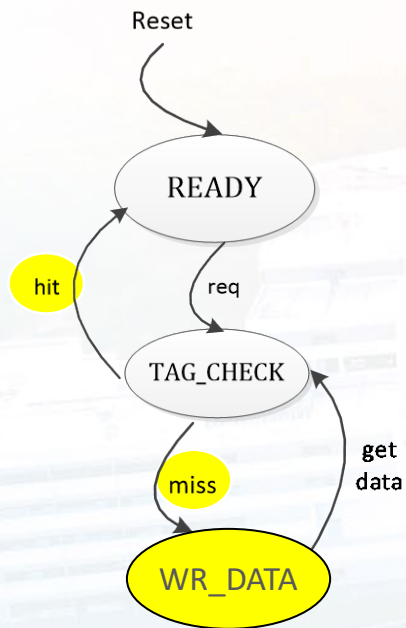 Reset
READY
hit
req
TAG_CHECK
get
data
miss
WR_DATA